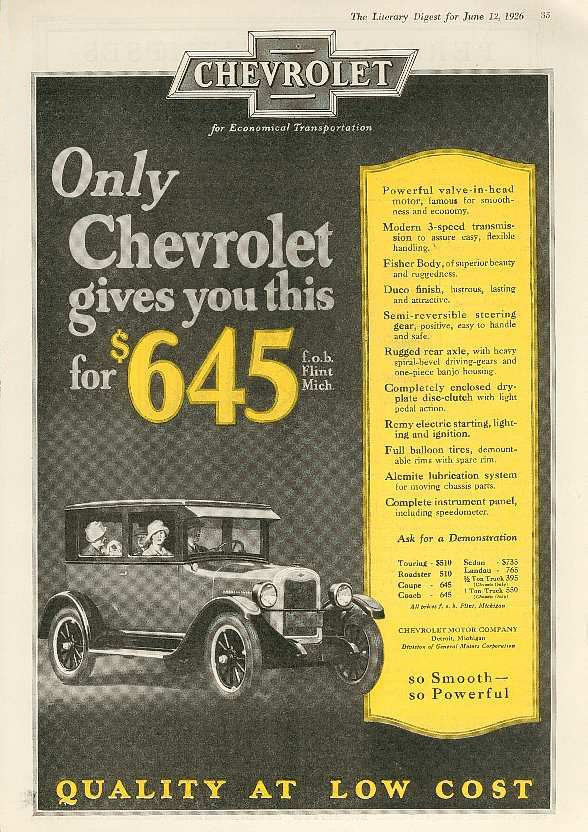 The Literary Digest for June 12, 1926 35
CHEVROLET
for Economical Transportation
Only
Chevrolet
gives you this
for $645 f.o.b. Flint Mich.
Powerful valve-in-head
motor, famous for smooth-
ness and economy.
Modern 3-speed transmis-
sion to assure easy, flexible
handling.
Fisher Body, of superior beauty
and ruggedness.
Duco finish, lustrous, lasting
and attractive.
Semi-reversible steering
gear, positive, easy to handle
and safe.
Rugged rear axle, with heavy
spiral-bevel driving-gears and
one-piece banjo housing.
Completely enclosed dry-
plate disc-clutch with light
pedal action.
Remy electric starting, light-
ing and ignition.
Full balloon tires, demount-
able rims with spare rim.
Alemite lubrication system
for moving chassis parts.
Complete instrument panel,
including speedometer.
Ask for a Demonstration
Touring - $510
Roadster 510
Coupe - 645
Coach - 645
Sedan - $735
Landau - 765
½ Ton Truck 395
(Chassis Only)
1 Ton Truck 550
(Chassis Only)
All prices f. o. b. Flint, Michigan
CHEVROLET MOTOR COMPANY
Detroit, Michigan
Division of General Motors Corporation
so Smooth—
so Powerful
QUALITY AT LOW COST